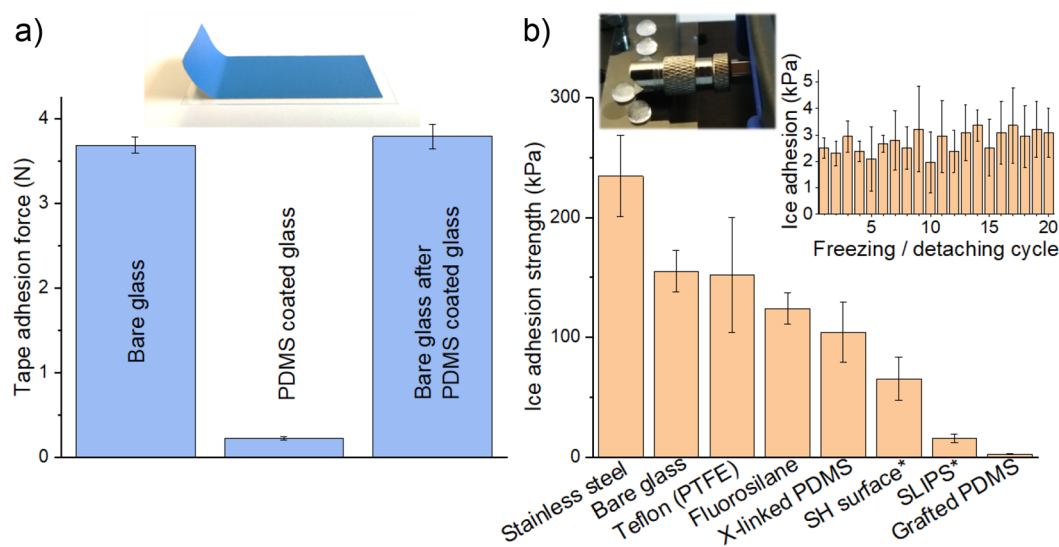 a)
Tape adhesion force (N)
4
3
2
1
0
Bare glass
PDMS coated glass
Bare glass after
PDMS coated glass
b)
Ice adhesion strength (kPa)
300
200
100
0
Stainless steel
Bare glass
Teflon (PTFE)
Fluorosilane
X-linked PDMS
SH surface*
SLIPS*
Grafted PDMS
Ice adhesion (kPa)
5
4
3
2
1
0
5
10
15
20
Freezing / detaching cycle